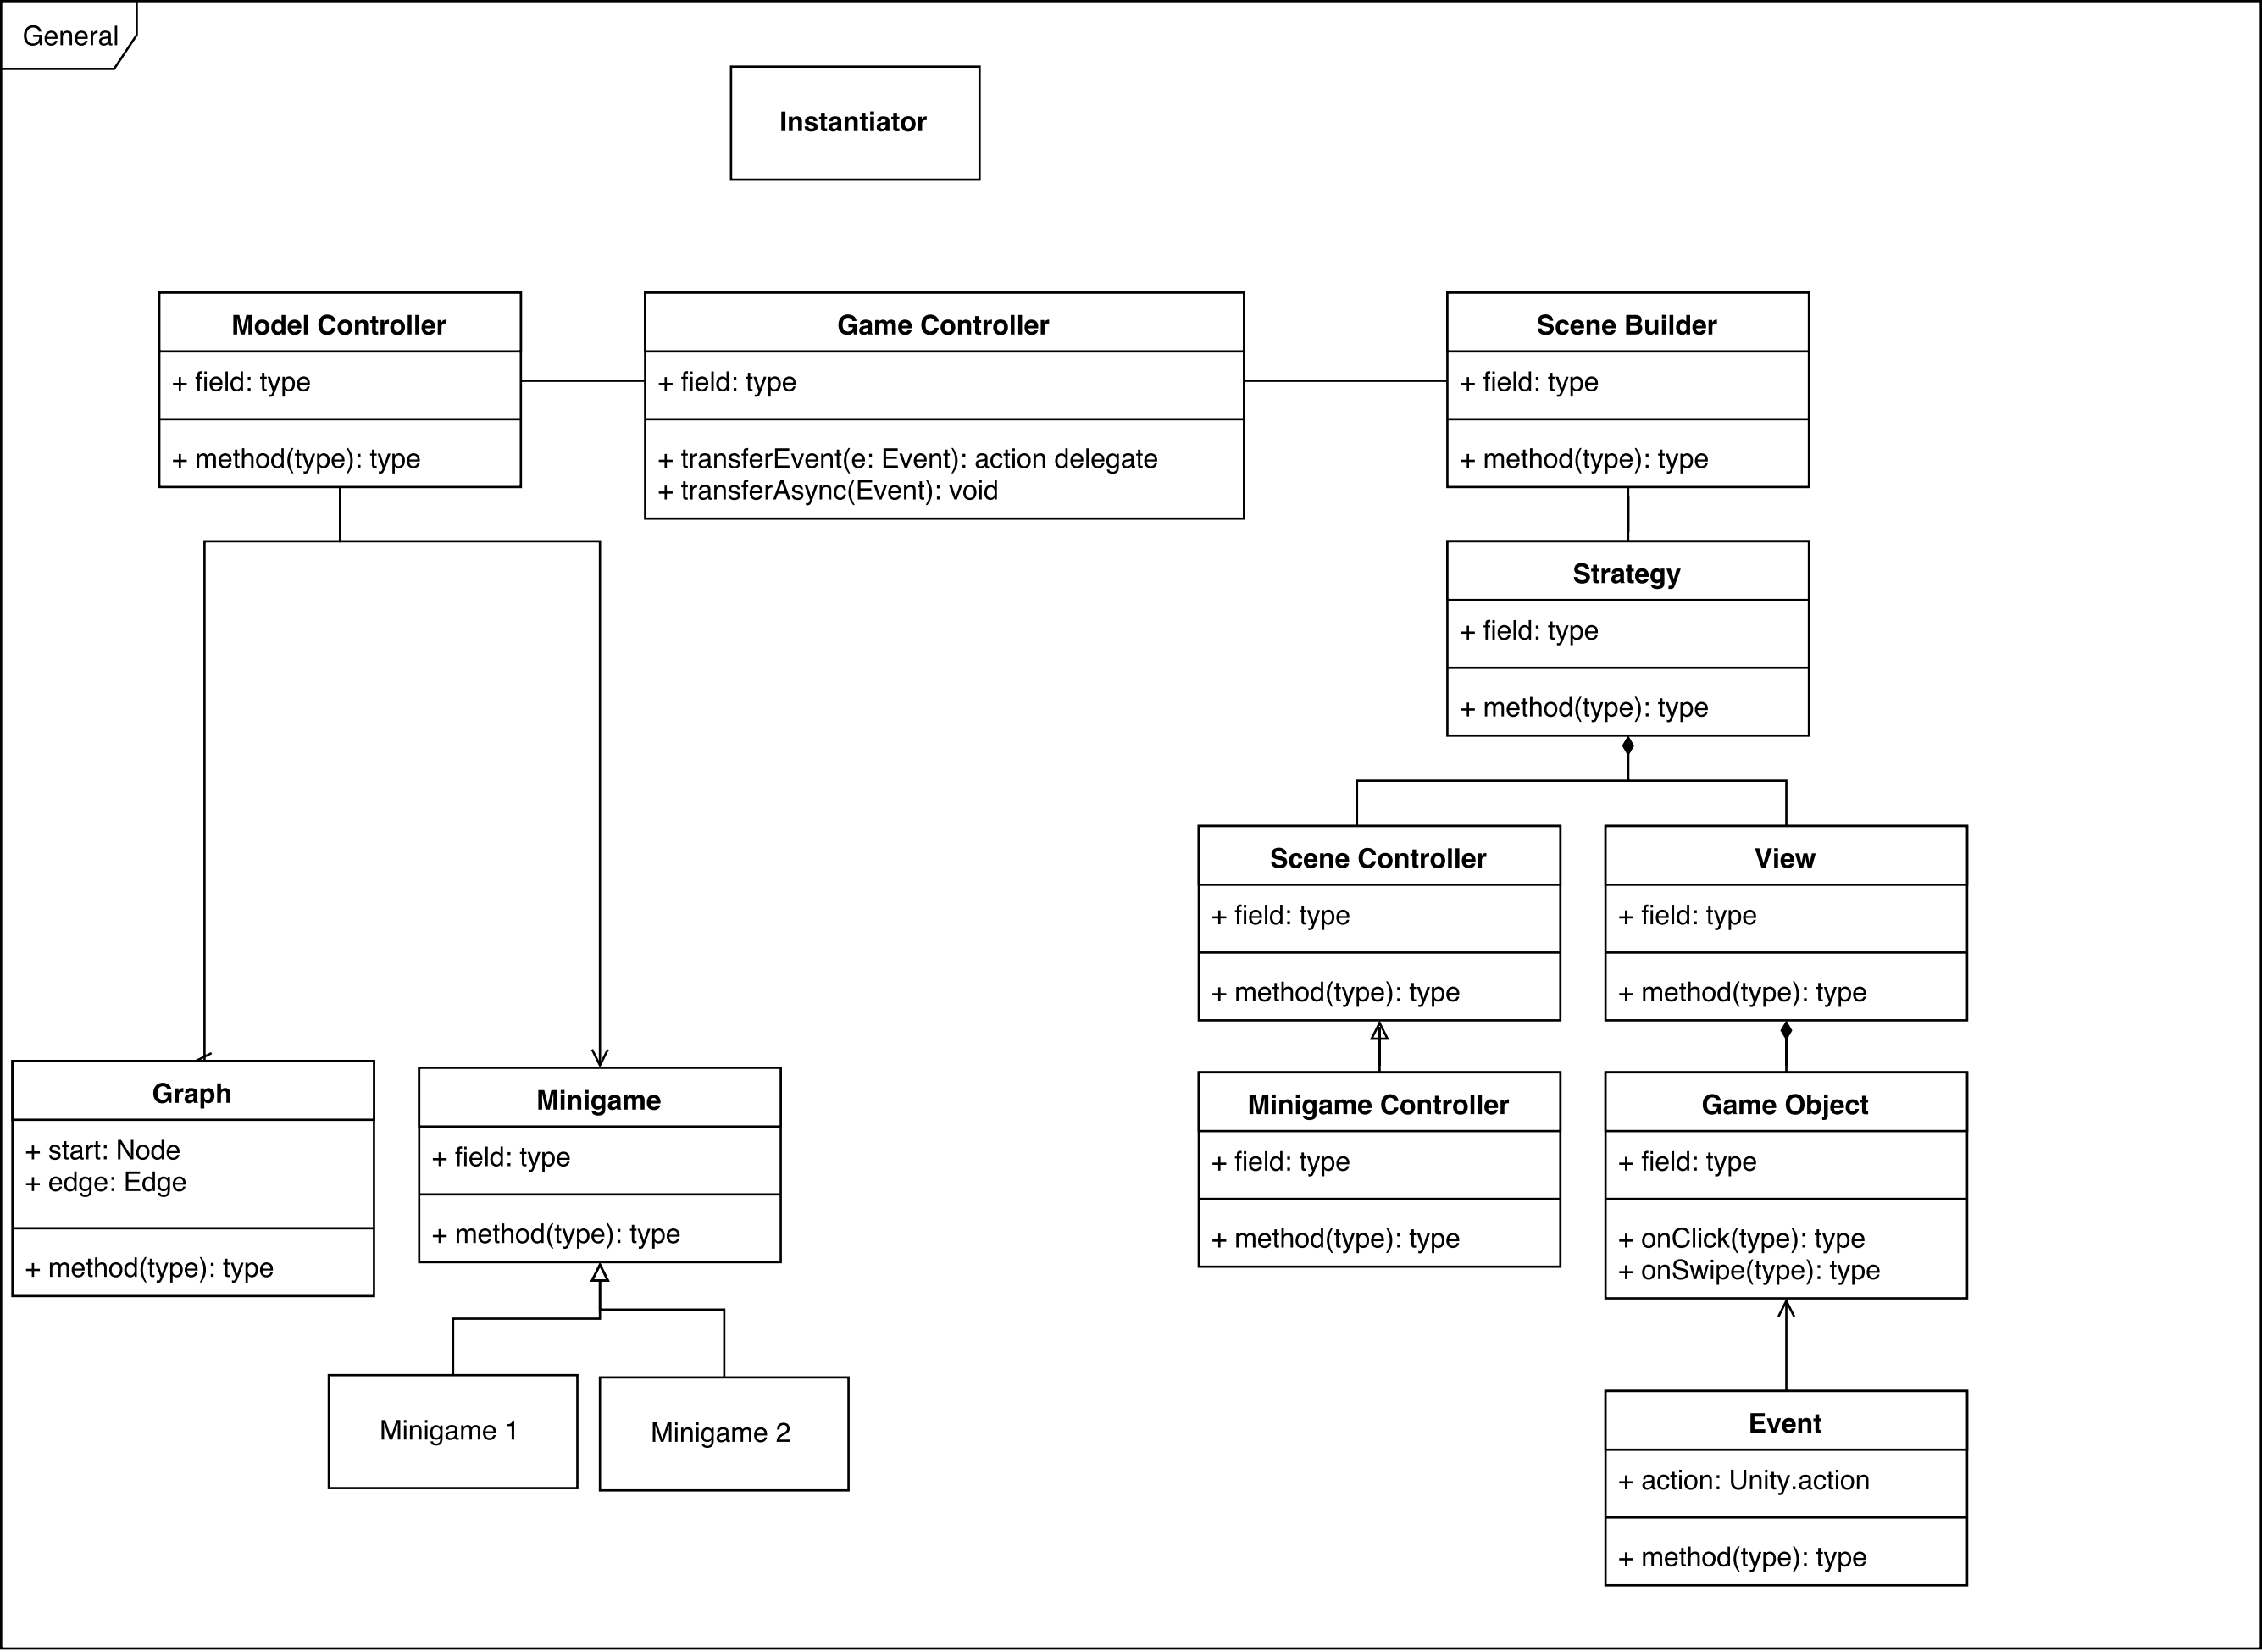 General
Instantiator
Model Controller
+ field: type
+ method(type): type
Game Controller
+ field: type
+ transferEvent(e: Event): action delegate
+ transferAsync(Event): void
Scene Builder
+ field: type
+ method(type): type
Strategy
+ field: type
+ method(type): type
Scene Controller
+ field: type
+ method(type): type
View
+ field: type
+ method(type): type
Graph
+ start: Node
+ edge: Edge
+ method(type): type
Minigame
+ field: type
+ method(type): type
Minigame Controller
+ field: type
+ method(type): type
Game Object
+ field: type
+ onClick(type): type
+ onSwipe(type): type
Minigame 1
Minigame 2
Event
+ action: Unity.action
+ method(type): type